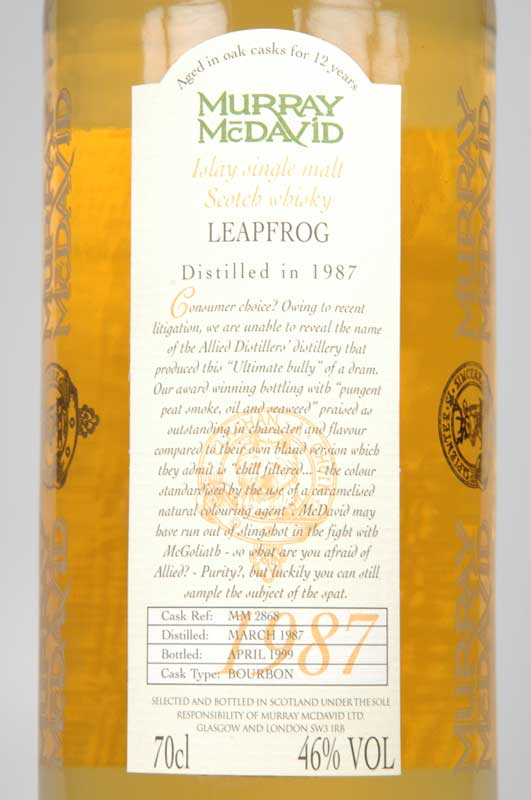 Aged in oak casks for 12 years
MURRAY
McDAVID
Islay single malt
Scotch whisky
LEAPFROG
Distilled in 1987
Consumer choice? Owing to recent
litigation, we are unable to reveal the name
of the Allied Distillers' distillery that
produced this "Ultimate bully" of a dram.
Our award winning bottling with "pungent
peat smoke, oil and seaweed" praised as
outstanding in character and flavour
compared to their own bland version which
they admit is "chill filtered... - the colour
standardised by the use of a caramelised
natural colouring agent". McDavid may
have run out of slingshot in the fight with
McGoliath - so what are you afraid of
Allied? - Purity?, but luckily you can still
sample the subject of the spat.
Cask Ref: MM 2868
Distilled: MARCH 1987
Bottled: APRIL 1999
Cask Type: BOURBON
1987
SELECTED AND BOTTLED IN SCOTLAND UNDER THE SOLE
RESPONSIBILITY OF MURRAY MCDAVID LTD.
GLASGOW AND LONDON SW3 1RB
70cl 46% VOL
MURRAY
McDAVID
MURRAY
McDAVID
MURRAY
McDAVID
MURRAY
McDAVID